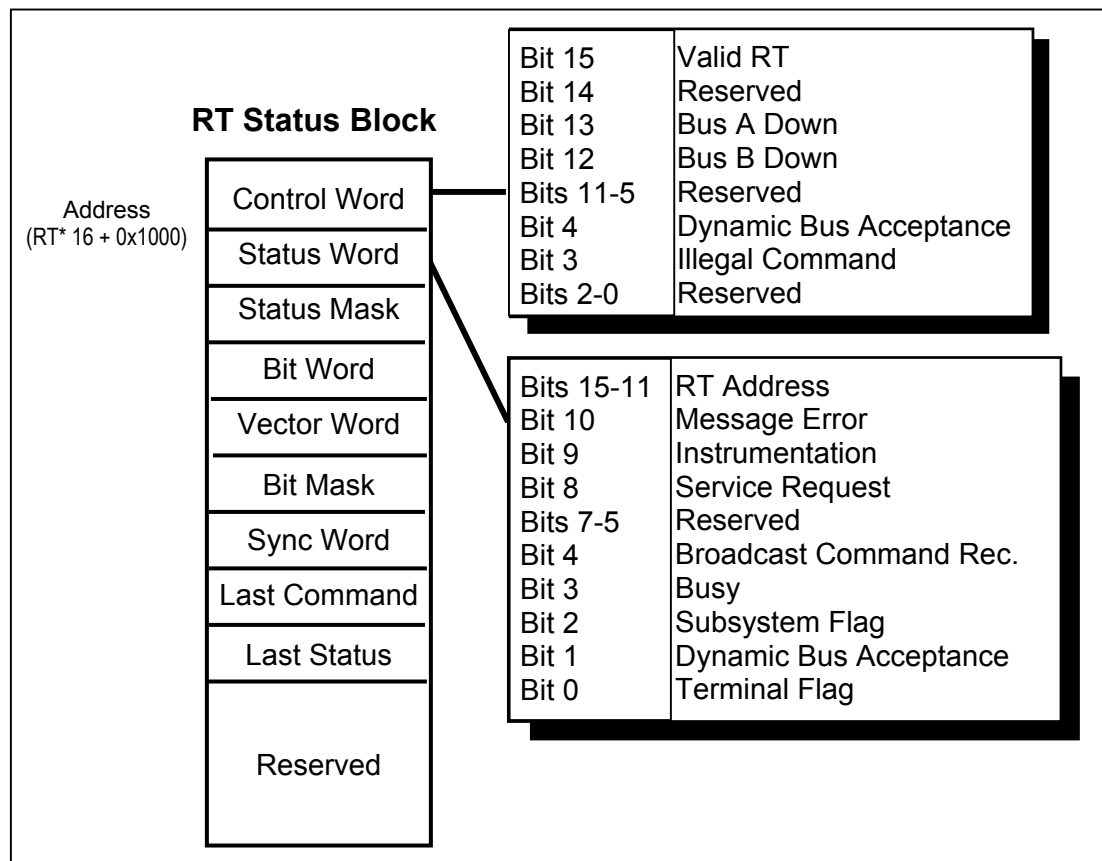 RT Status Block
Address
(RT* 16 + 0x1000)
Control Word
Status Word
Status Mask
Bit Word
Vector Word
Bit Mask
Sync Word
Last Command
Last Status
Reserved
Bit 15 Valid RT
Bit 14 Reserved
Bit 13 Bus A Down
Bit 12 Bus B Down
Bits 11-5 Reserved
Bit 4 Dynamic Bus Acceptance
Bit 3 Illegal Command
Bits 2-0 Reserved
Bits 15-11 RT Address
Bit 10 Message Error
Bit 9 Instrumentation
Bit 8 Service Request
Bits 7-5 Reserved
Bit 4 Broadcast Command Rec.
Bit 3 Busy
Bit 2 Subsystem Flag
Bit 1 Dynamic Bus Acceptance
Bit 0 Terminal Flag